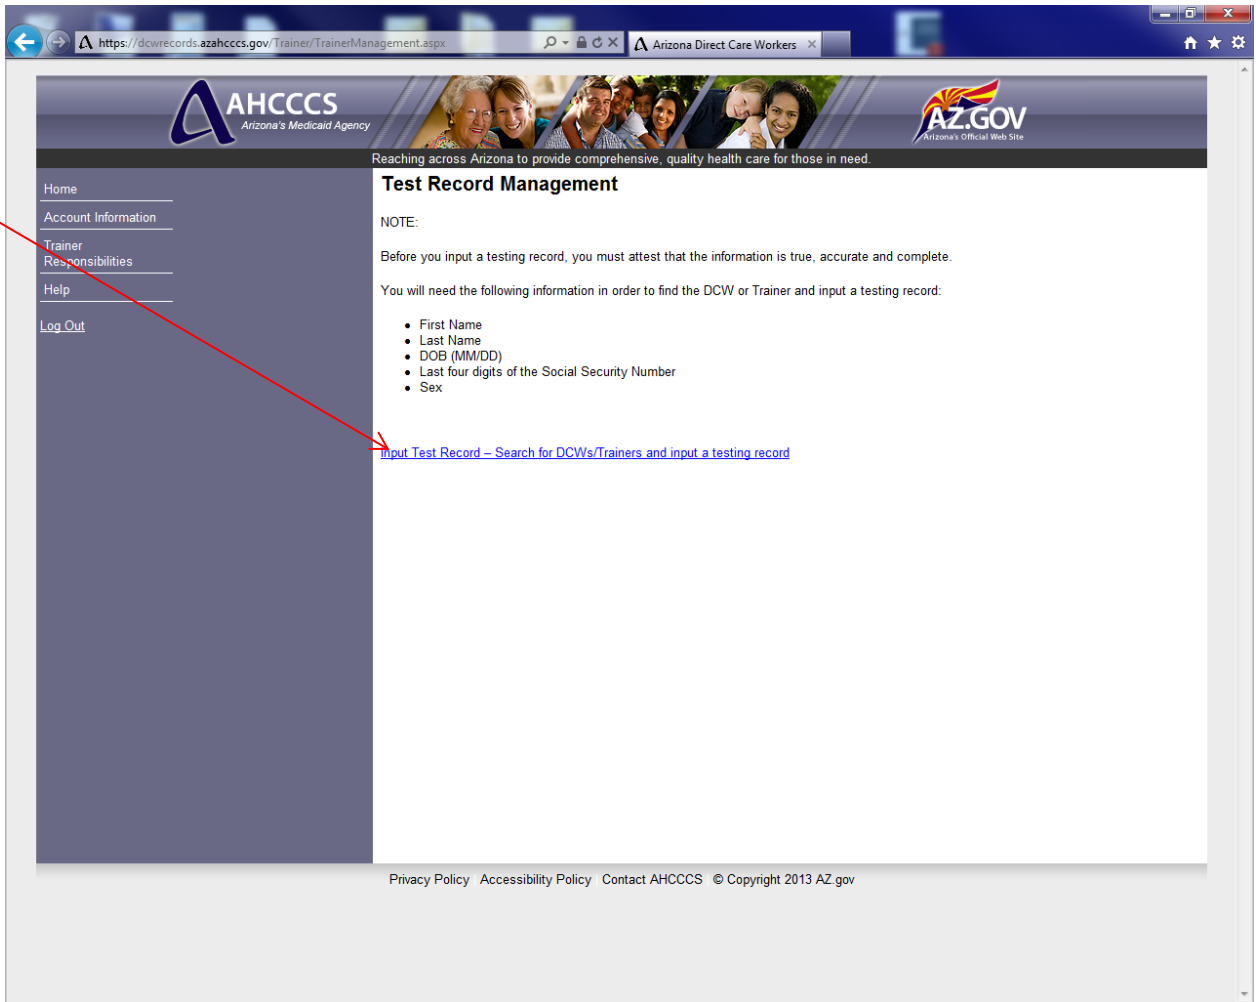 https://dcwrecords.azahcccs.gov/Trainer/TrainerManagement.aspx
Arizona Direct Care Workers
AHCCCS
Arizona's Medicaid Agency
AZ.GOV
Arizona's Official Web Site
Reaching across Arizona to provide comprehensive, quality health care for those in need.
Home
Account Information
Trainer
Responsibilities
Help
Log Out
Test Record Management
NOTE:
Before you input a testing record, you must attest that the information is true, accurate and complete.
You will need the following information in order to find the DCW or Trainer and input a testing record:
• First Name
• Last Name
• DOB (MM/DD)
• Last four digits of the Social Security Number
• Sex
Input Test Record – Search for DCWs/Trainers and input a testing record
Privacy Policy | Accessibility Policy | Contact AHCCCS | © Copyright 2013 AZ.gov